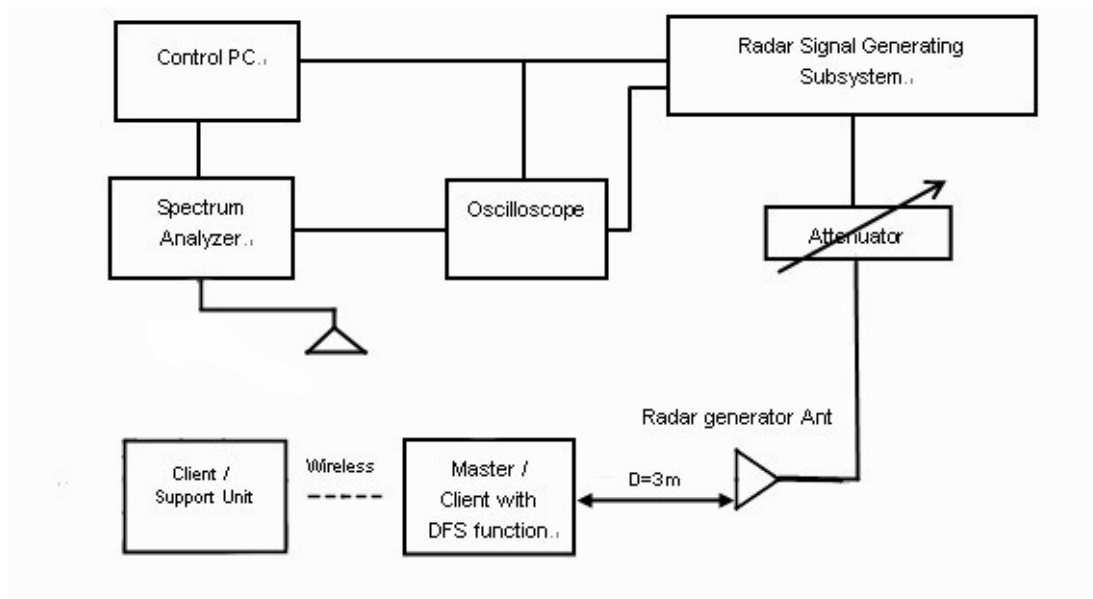 Control PC.
Radar Signal Generating
Subsystem.
Spectrum
Analyzer.
Oscilloscope
Attenuator
Radar generator Ant
Client /
Support Unit
Wireless
Master /
Client with
DFS function.
D=3m